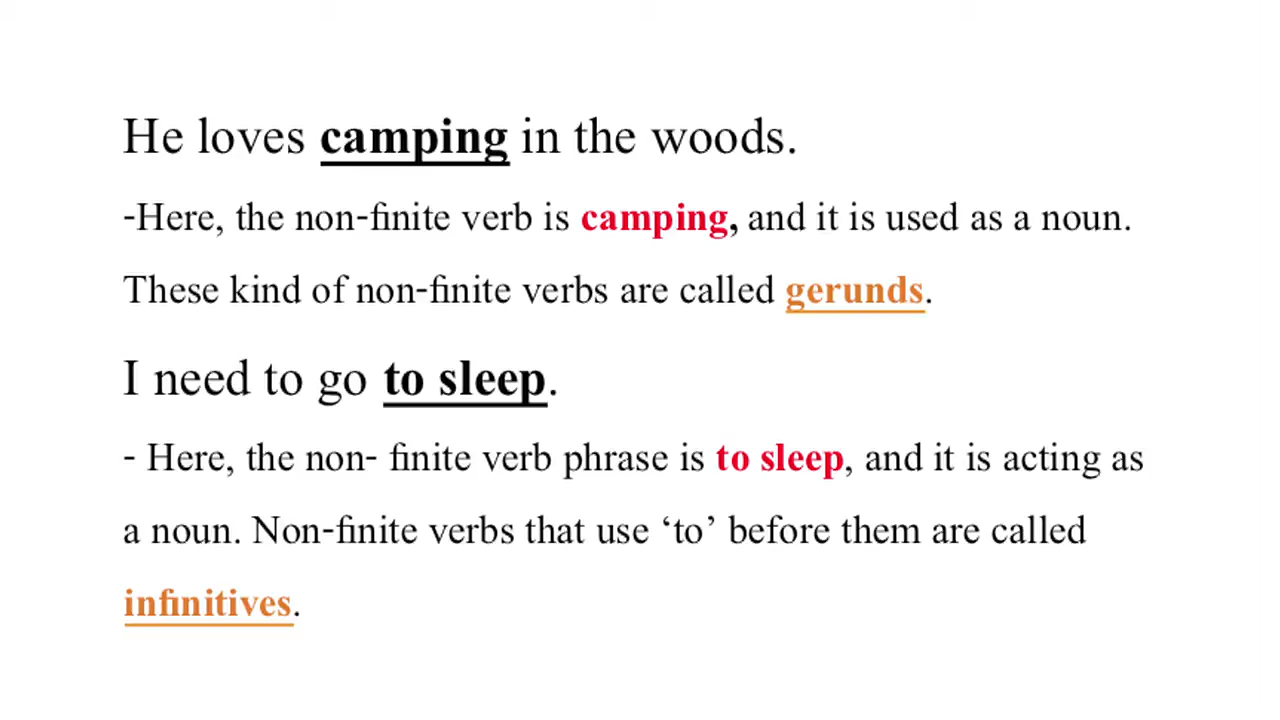 He loves camping in the woods.
-Here, the non-finite verb is camping, and it is used as a noun.
These kind of non-finite verbs are called gerunds.
I need to go to sleep.
- Here, the non- finite verb phrase is to sleep, and it is acting as
a noun. Non-finite verbs that use ‘to’ before them are called
infinitives.